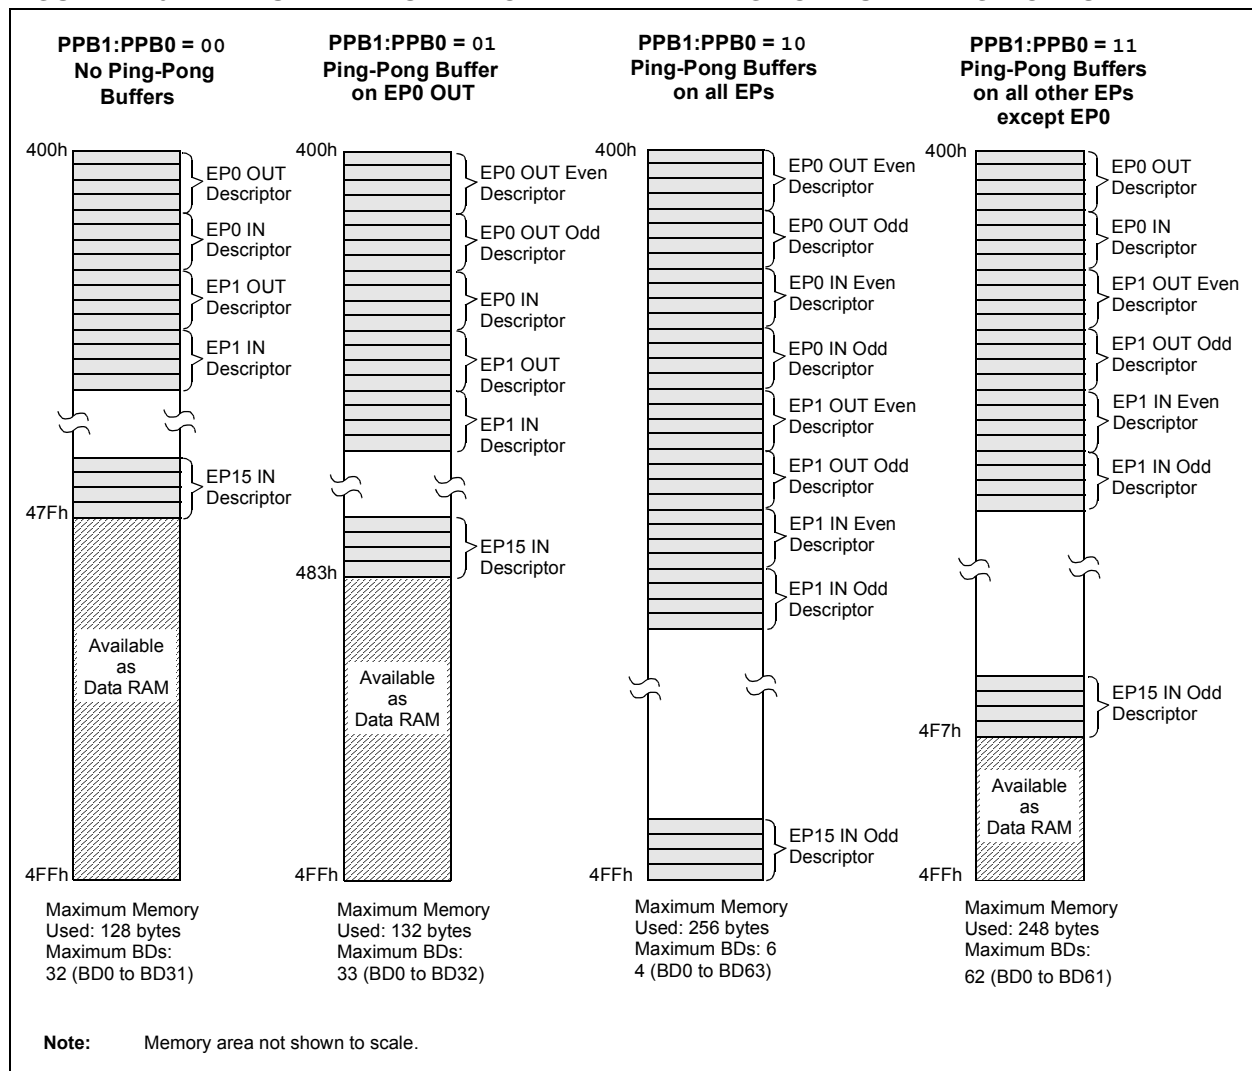 PPB1:PPB0 = 00
No Ping-Pong
Buffers
400h
EP0 OUT
Descriptor
EP0 IN
Descriptor
EP1 OUT
Descriptor
EP1 IN
Descriptor
EP15 IN
Descriptor
47Fh
Available
as
Data RAM
4FFh
Maximum Memory
Used: 128 bytes
Maximum BDs:
32 (BD0 to BD31)
PPB1:PPB0 = 01
Ping-Pong Buffer
on EP0 OUT
400h
EP0 OUT Even
Descriptor
EP0 OUT Odd
Descriptor
EP0 IN
Descriptor
EP1 OUT
Descriptor
EP1 IN
Descriptor
EP15 IN
Descriptor
483h
Available
as
Data RAM
4FFh
Maximum Memory
Used: 132 bytes
Maximum BDs:
33 (BD0 to BD32)
PPB1:PPB0 = 10
Ping-Pong Buffers
on all EPs
400h
EP0 OUT Even
Descriptor
EP0 OUT Odd
Descriptor
EP0 IN Even
Descriptor
EP0 IN Odd
Descriptor
EP1 OUT Even
Descriptor
EP1 OUT Odd
Descriptor
EP1 IN Even
Descriptor
EP1 IN Odd
Descriptor
EP15 IN Odd
Descriptor
4FFh
Maximum Memory
Used: 256 bytes
Maximum BDs: 6
4 (BD0 to BD63)
PPB1:PPB0 = 11
Ping-Pong Buffers
on all other EPs
except EP0
400h
EP0 OUT
Descriptor
EP0 IN
Descriptor
EP1 OUT Even
Descriptor
EP1 OUT Odd
Descriptor
EP1 IN Even
Descriptor
EP1 IN Odd
Descriptor
EP15 IN Odd
Descriptor
4F7h
Available
as
Data RAM
4FFh
Maximum Memory
Used: 248 bytes
Maximum BDs:
62 (BD0 to BD61)
Note: Memory area not shown to scale.